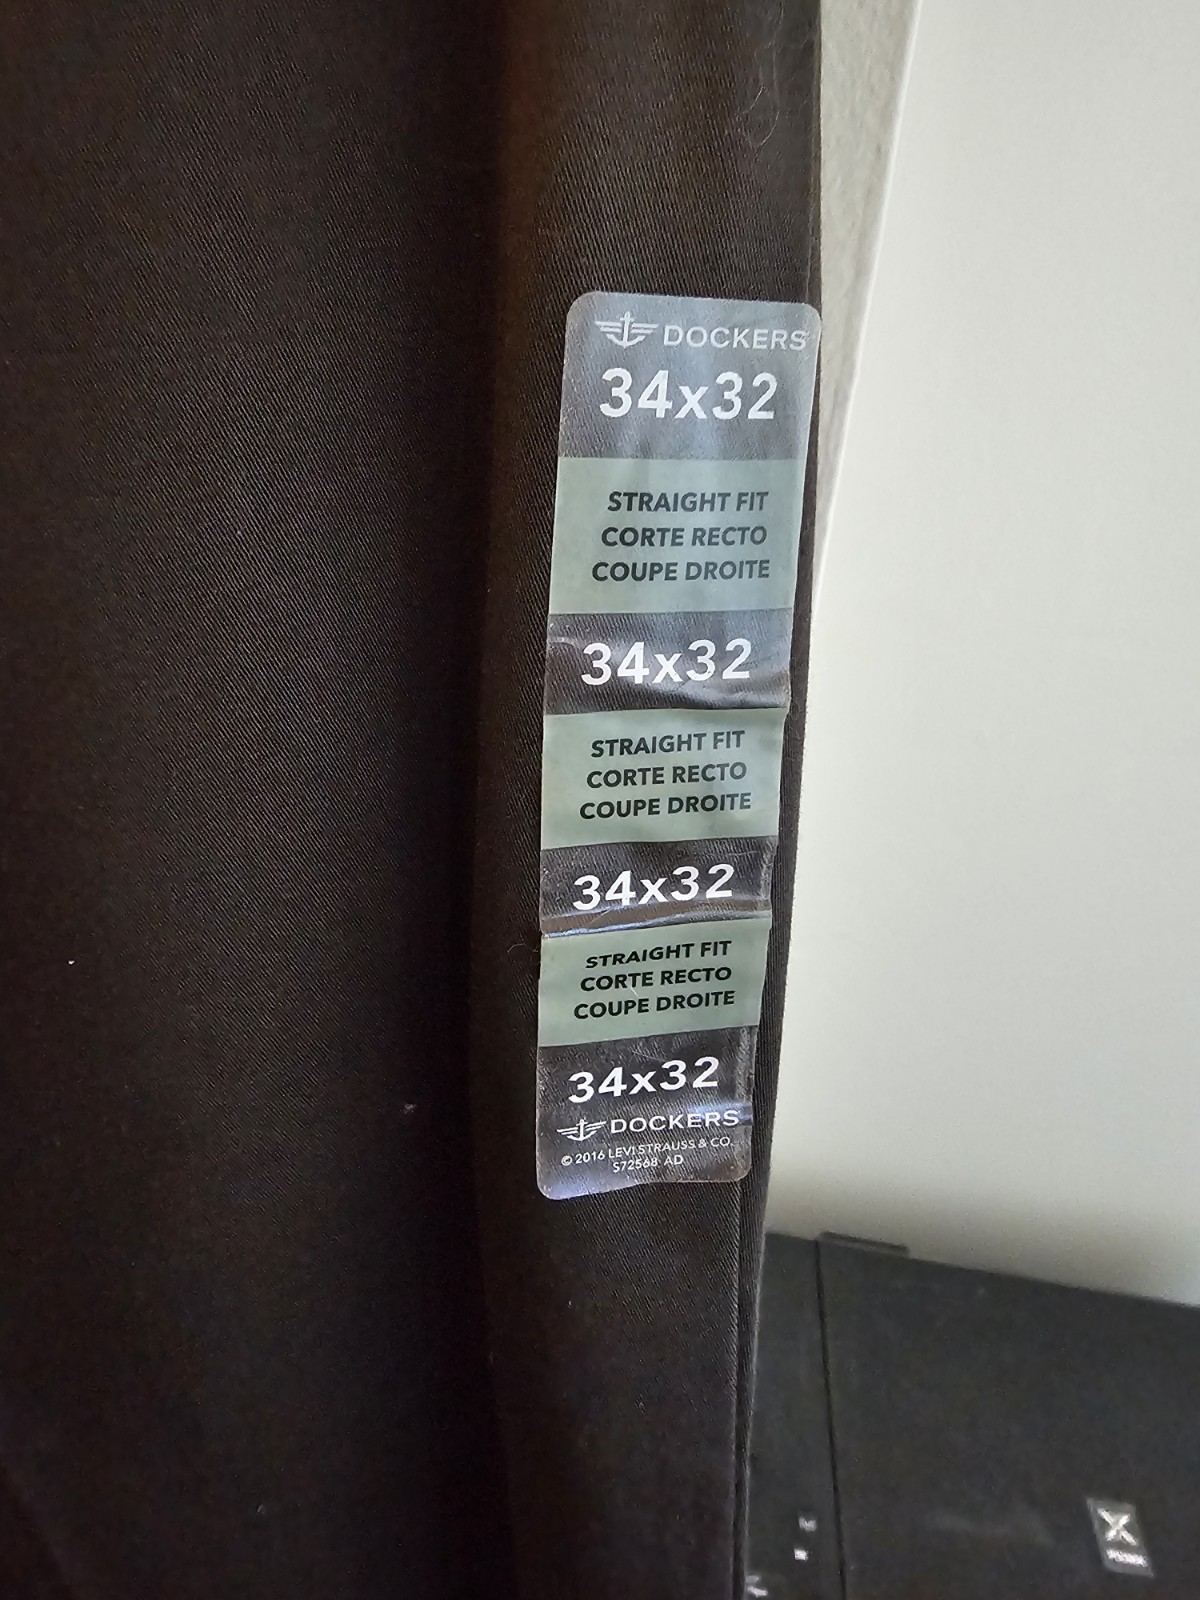 DOCKERS
34x32
STRAIGHT FIT
CORTE RECTO
COUPE DROITE
34x32
STRAIGHT FIT
CORTE RECTO
COUPE DROITE
34x32
STRAIGHT FIT
CORTE RECTO
COUPE DROITE
34x32
DOCKERS
© 2016 LEVI STRAUSS & CO.
S72568 AD
X